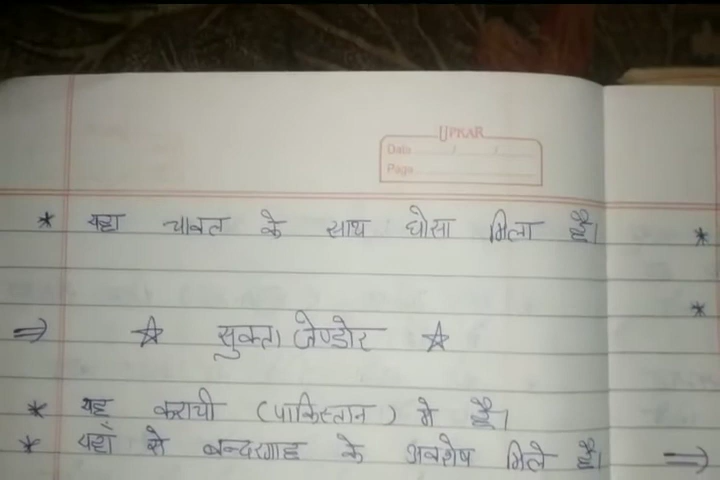 UPKAR
Date / /
Page
* यहा चावल के साथ घोसा मिला है। *
*
⇒ ☆ सुक्ता जेण्डोर ☆
* यह कराची (पाकिस्तान) मे है।
* यहाँ से बन्दरगाह के अवशेष मिले है। ⇒